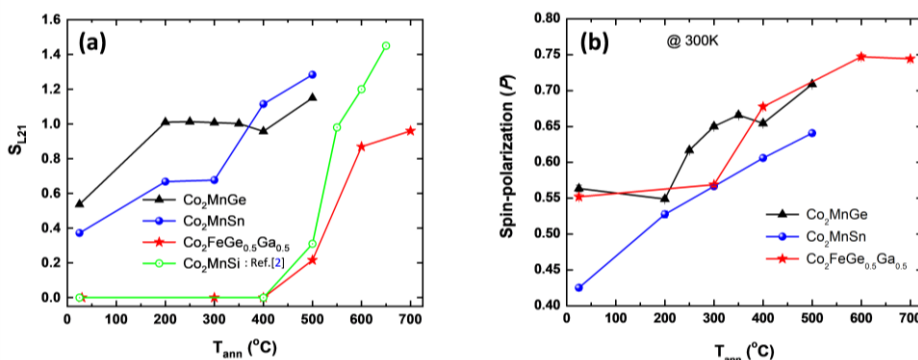 (a)
1.6
1.4
1.2
1.0
0.8
0.6
0.4
0.2
0.0
S_L21
Co₂MnGe
Co₂MnSn
Co₂FeGe₀.₅Ga₀.₅
Co₂MnSi : Ref.[2]
0 100 200 300 400 500 600 700
T_ann (°C)
(b)
@ 300K
0.80
0.75
0.70
0.65
0.60
0.55
0.50
0.45
0.40
Spin-polarization (P)
Co₂MnGe
Co₂MnSn
Co₂FeGe₀.₅Ga₀.₅
0 100 200 300 400 500 600 700
T_ann (°C)